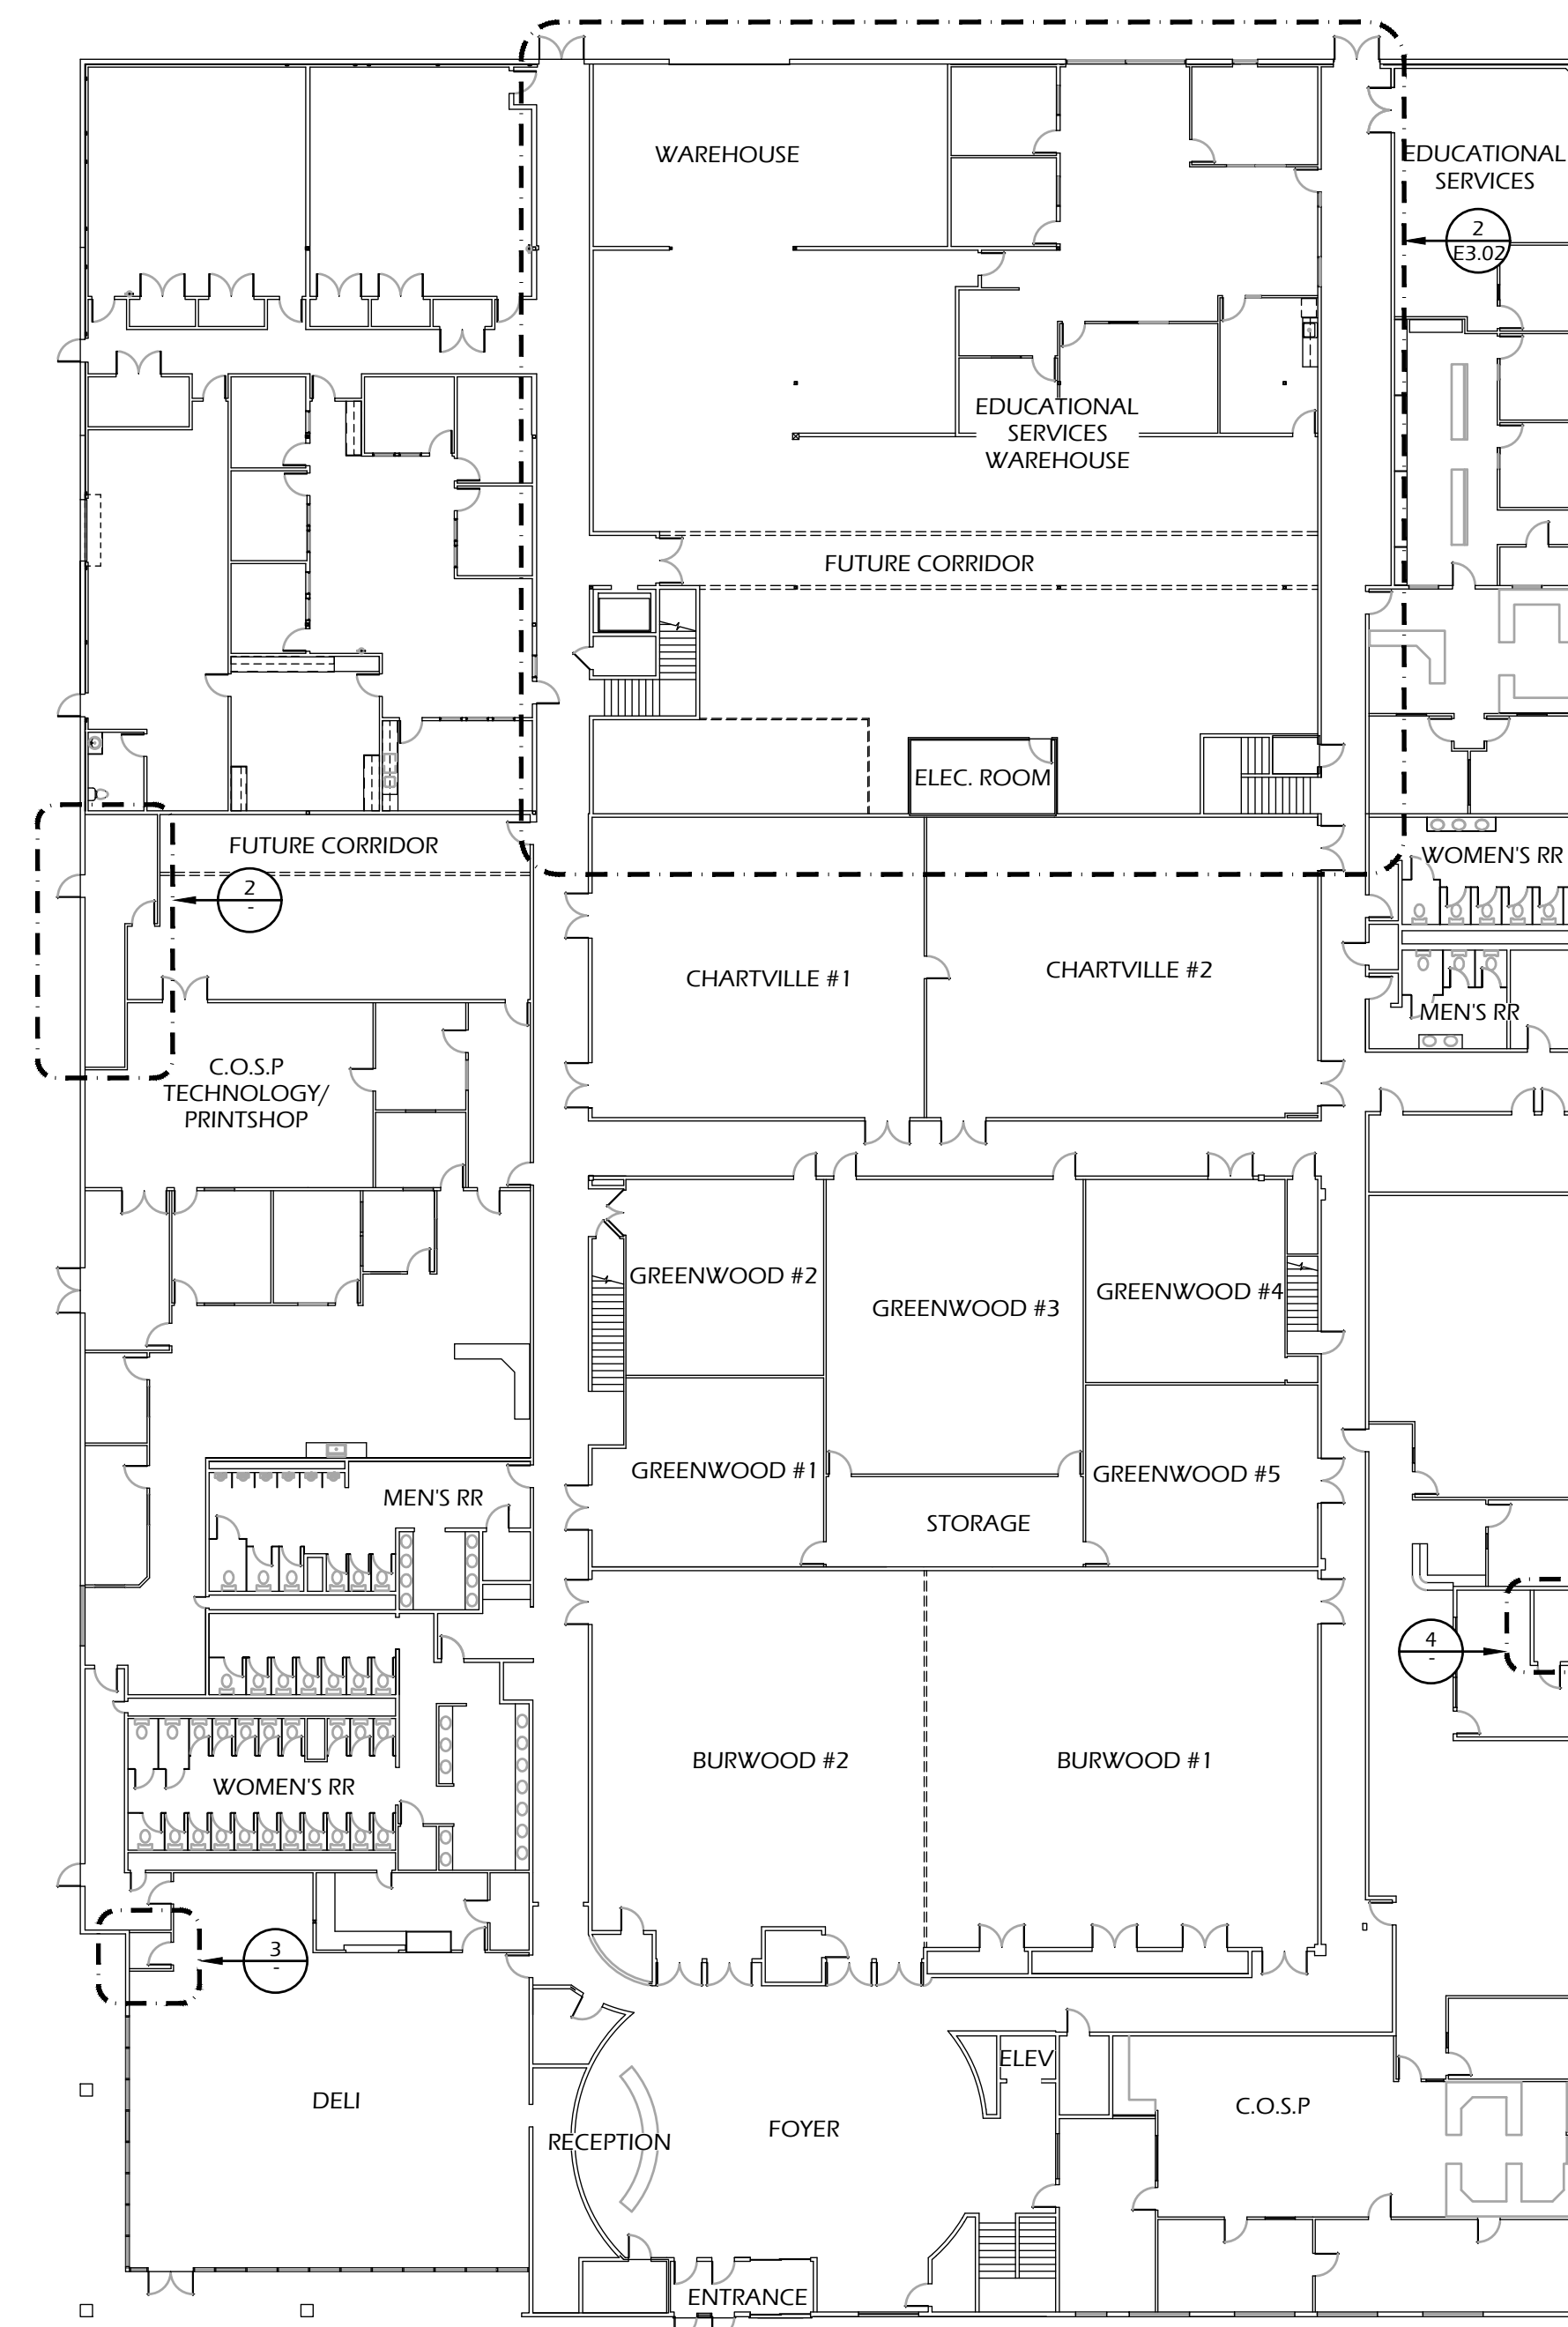 WAREHOUSE
EDUCATIONAL
SERVICES
2
E3.02
EDUCATIONAL
SERVICES
WAREHOUSE
FUTURE CORRIDOR
ELEC. ROOM
FUTURE CORRIDOR
WOMEN'S RR
2
-
CHARTVILLE #1
CHARTVILLE #2
MEN'S RR
C.O.S.P
TECHNOLOGY/
PRINTSHOP
GREENWOOD #2
GREENWOOD #3
GREENWOOD #4
GREENWOOD #1
GREENWOOD #5
MEN'S RR
STORAGE
4
-
BURWOOD #2
BURWOOD #1
WOMEN'S RR
3
-
ELEV
DELI
C.O.S.P
FOYER
RECEPTION
ENTRANCE